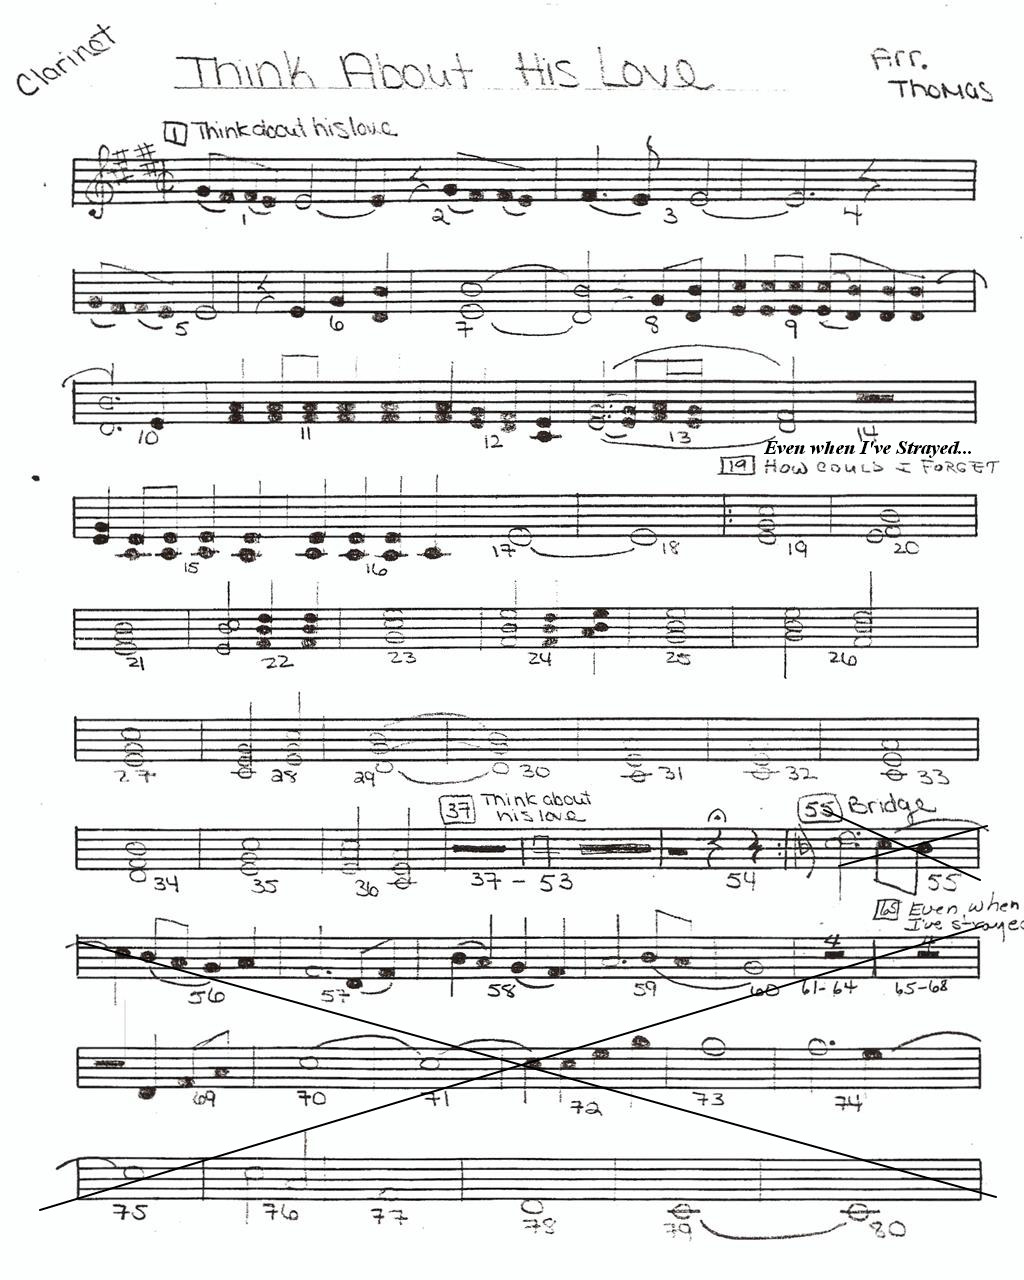 Clarinet
Think About His Love
Arr. Thomas
1 Think about his love
1 2 3 4
5 6 7 8 9
10 11 12 13 14
Even when I've Strayed...
19 HOW COULD I FORGET
15 16 17 18 19 20
21 22 23 24 25 26
27 28 29 30 31 32 33
37 Think about his love
55 Bridge
34 35 36 37 - 53 54 55
65 Even when I've strayed
4 4
56 57 58 59 60 61-64 65-68
69 70 71 72 73 74
75 76 77 78 79 80